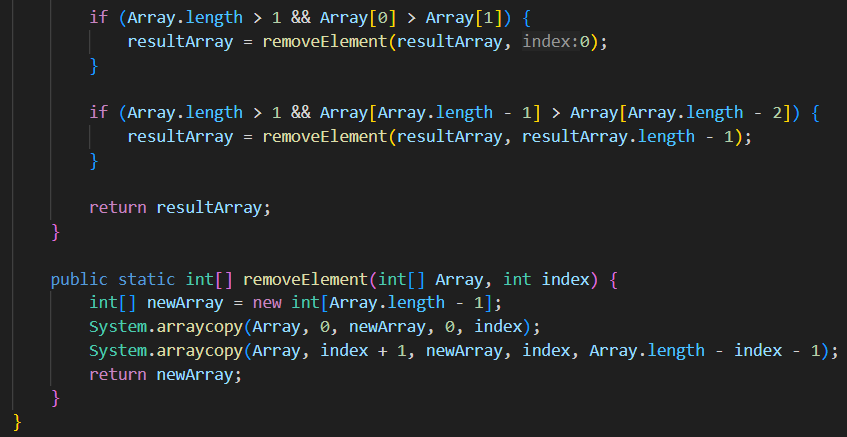 if (Array.length > 1 && Array[0] > Array[1]) {
resultArray = removeElement(resultArray, index:0);
}
if (Array.length > 1 && Array[Array.length - 1] > Array[Array.length - 2]) {
resultArray = removeElement(resultArray, resultArray.length - 1);
}
return resultArray;
}
public static int[] removeElement(int[] Array, int index) {
int[] newArray = new int[Array.length - 1];
System.arraycopy(Array, 0, newArray, 0, index);
System.arraycopy(Array, index + 1, newArray, index, Array.length - index - 1);
return newArray;
}
}